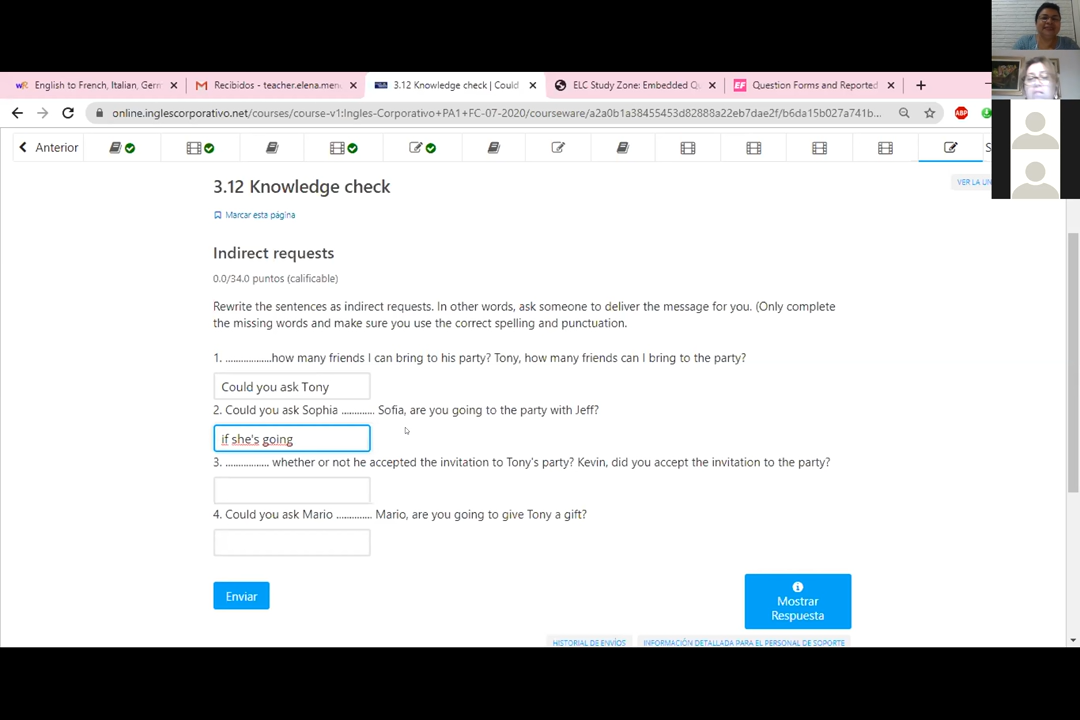 English to French, Italian, Gern
Recibidos - teacher.elena.men
3.12 Knowledge check | Could
ELC Study Zone: Embedded Qu
Question Forms and Reported
online.inglescorporativo.net/courses/course-v1:Ingles-Corporativo+PA1+FC-07-2020/courseware/a2a0b1a38455453d82888a22eb7dae2f/b6da15b027a741b...
ABP
Anterior
S
VER LA UN
3.12 Knowledge check
Marcar esta página
Indirect requests
0.0/34.0 puntos (calificable)
Rewrite the sentences as indirect requests. In other words, ask someone to deliver the message for you. (Only complete
the missing words and make sure you use the correct spelling and punctuation.
1. .................how many friends I can bring to his party? Tony, how many friends can I bring to the party?
Could you ask Tony
2. Could you ask Sophia ............ Sofia, are you going to the party with Jeff?
if she's going
3. ................ whether or not he accepted the invitation to Tony's party? Kevin, did you accept the invitation to the party?
4. Could you ask Mario ............. Mario, are you going to give Tony a gift?
Enviar
Mostrar
Respuesta
HISTORIAL DE ENVÍOS
INFORMACIÓN DETALLADA PARA EL PERSONAL DE SOPORTE